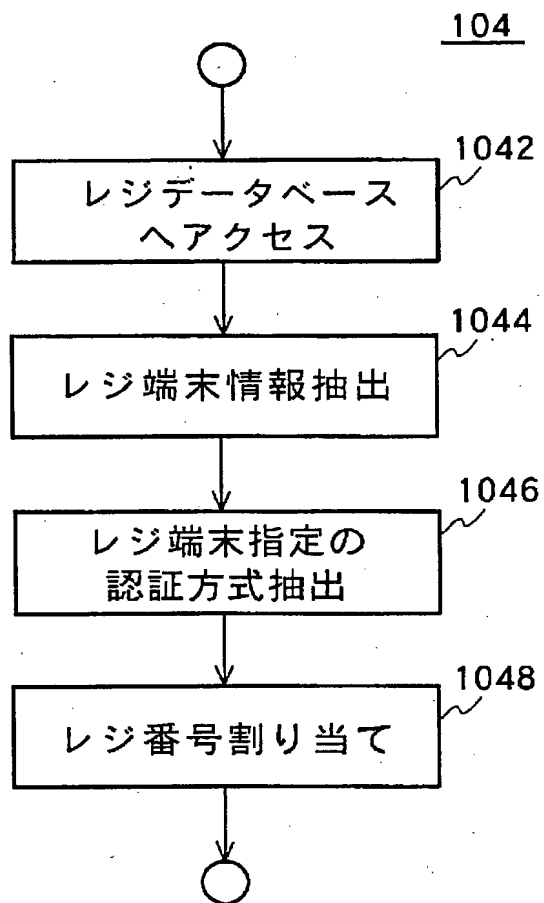 104
1042
レジデータベース
へアクセス
1044
レジ端末情報抽出
1046
レジ端末指定の
認証方式抽出
1048
レジ番号割り当て